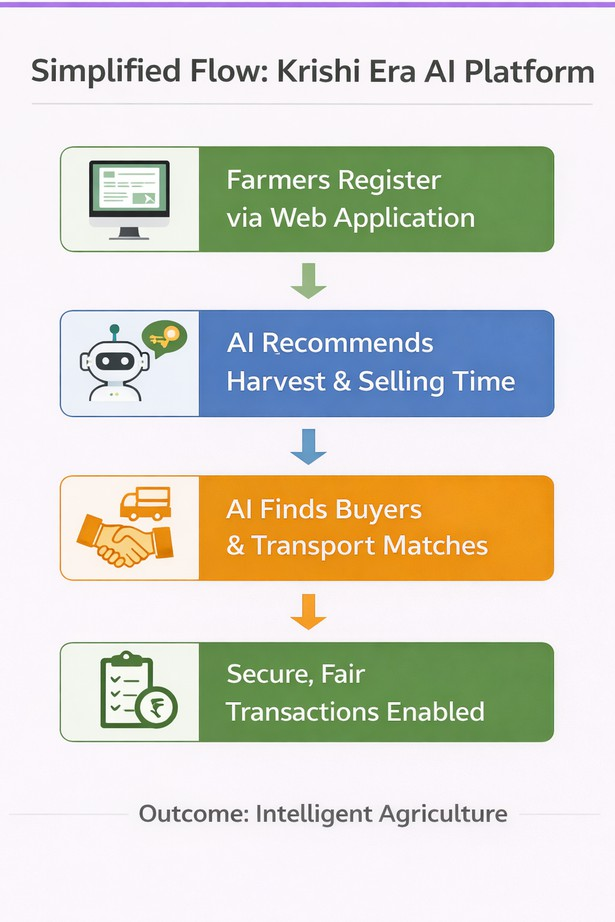 Simplified Flow: Krishi Era AI Platform
Farmers Register
via Web Application
AI Recommends
Harvest & Selling Time
AI Finds Buyers
& Transport Matches
₹
Secure, Fair
Transactions Enabled
Outcome: Intelligent Agriculture